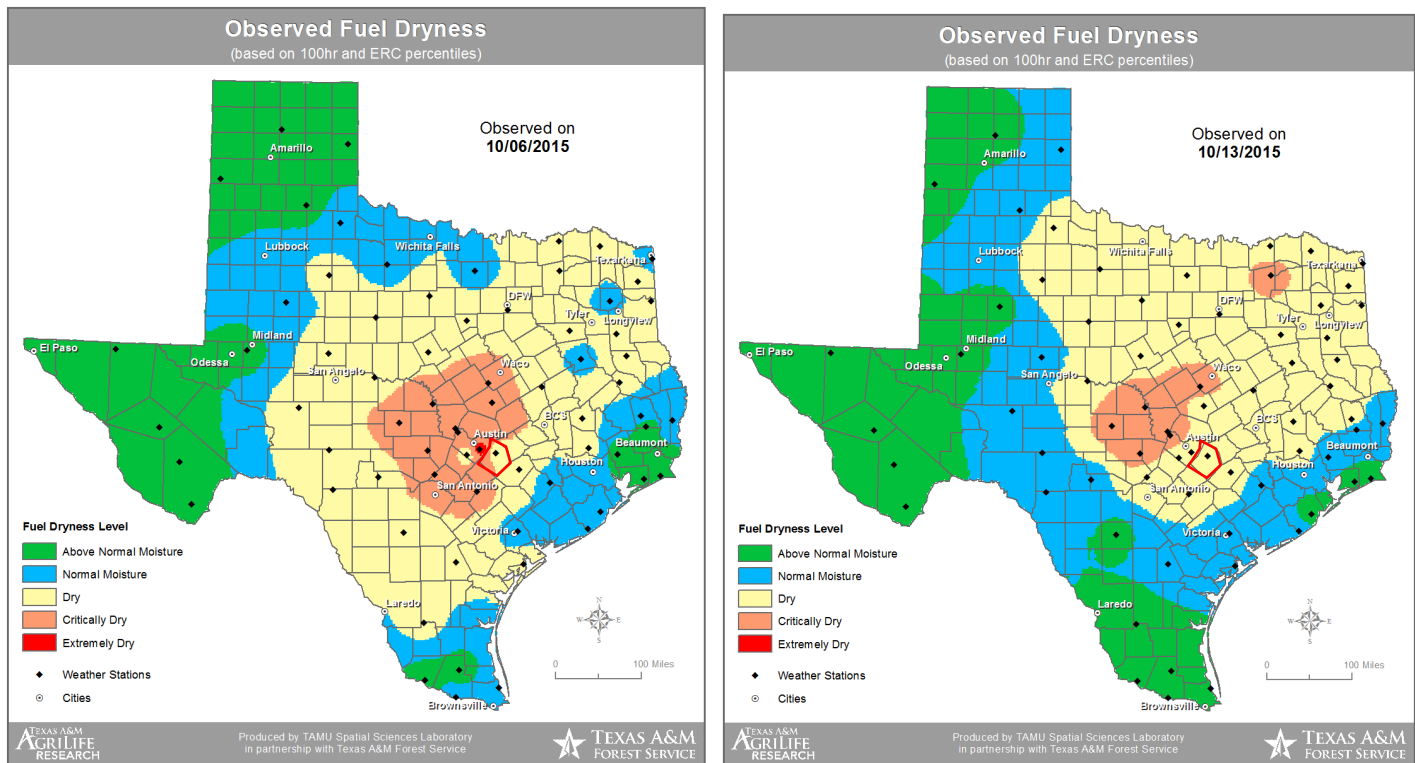 Observed Fuel Dryness
(based on 100hr and ERC percentiles)
Observed on
10/06/2015
Amarillo
Lubbock
Wichita Falls
Texarkana
DFW
Tyler
Longview
Midland
El Paso
Odessa
San Angelo
Waco
BCS
Austin
Beaumont
Houston
San Antonio
Victoria
Fuel Dryness Level
Above Normal Moisture
Normal Moisture
Dry
Laredo
Critically Dry
Extremely Dry
N
W E
S
0 100 Miles
Weather Stations
Cities
Brownsville
TEXAS A&M
AGRILIFE
RESEARCH
Produced by TAMU Spatial Sciences Laboratory
in partnership with Texas A&M Forest Service
TEXAS A&M
FOREST SERVICE
Observed Fuel Dryness
(based on 100hr and ERC percentiles)
Observed on
10/13/2015
Amarillo
Lubbock
Wichita Falls
Texarkana
DFW
Tyler
Longview
Midland
El Paso
Odessa
San Angelo
Waco
BCS
Austin
Beaumont
Houston
San Antonio
Victoria
Fuel Dryness Level
Above Normal Moisture
Normal Moisture
Dry
Laredo
Critically Dry
Extremely Dry
N
W E
S
0 100 Miles
Weather Stations
Cities
Brownsville
TEXAS A&M
AGRILIFE
RESEARCH
Produced by TAMU Spatial Sciences Laboratory
in partnership with Texas A&M Forest Service
TEXAS A&M
FOREST SERVICE